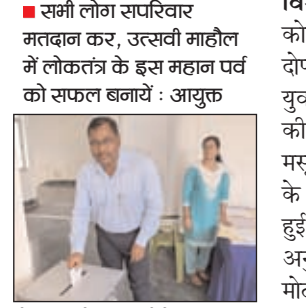 ■ सभी लोग सपरिवार
मतदान कर, उत्सवी माहौल
में लोकतंत्र के इस महान पर्व
को सफल बनायें : आयुक्त
को
की
के
हुई